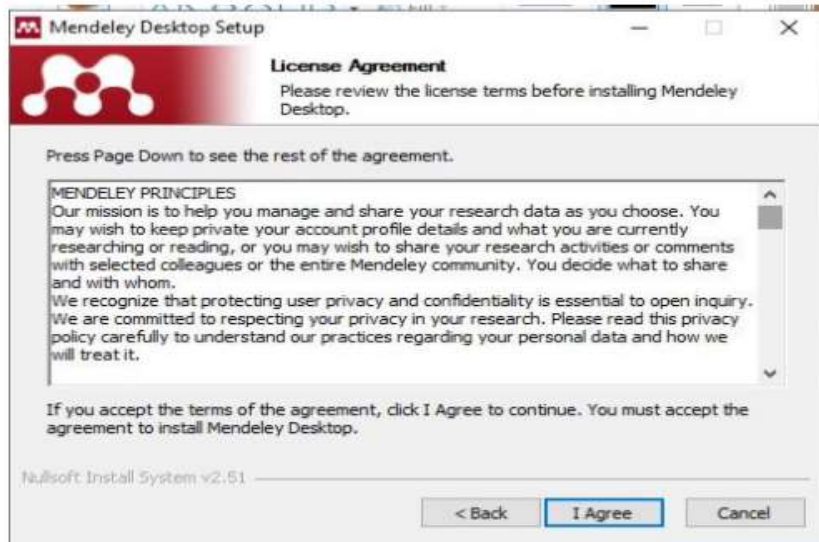 Mendeley Desktop Setup
License Agreement
Please review the license terms before installing Mendeley
Desktop.
Press Page Down to see the rest of the agreement.
MENDELEY PRINCIPLES
Our mission is to help you manage and share your research data as you choose. You
may wish to keep private your account profile details and what you are currently
researching or reading, or you may wish to share your research activities or comments
with selected colleagues or the entire Mendeley community. You decide what to share
and with whom.
We recognize that protecting user privacy and confidentiality is essential to open inquiry.
We are committed to respecting your privacy in your research. Please read this privacy
policy carefully to understand our practices regarding your personal data and how we
will treat it.
If you accept the terms of the agreement, click I Agree to continue. You must accept the
agreement to install Mendeley Desktop.
Nullsoft Install System v2.51
< Back
I Agree
Cancel